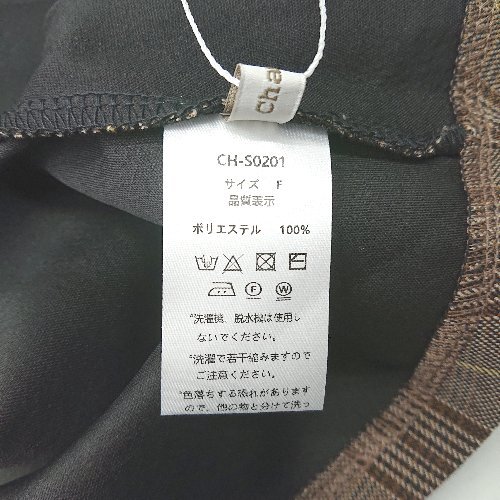 Cha
CH-S0201
サイズ F
品質表示
ポリエステル 100%
F W
*洗濯機、脱水機は使用し
ないでください。
*洗濯で若干縮みますので
ご注意ください。
*色落ちする恐れがあります
ので、他の物と分けて洗っ